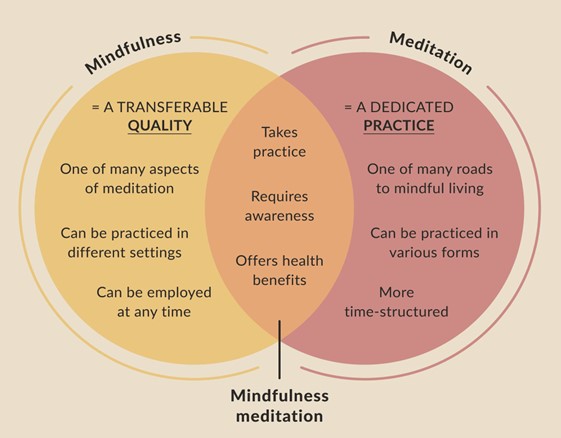 Mindfulness
Meditation
= A TRANSFERABLE
QUALITY
One of many aspects
of meditation
Can be practiced in
different settings
Can be employed
at any time
Takes
practice
Requires
awareness
Offers health
benefits
= A DEDICATED
PRACTICE
One of many roads
to mindful living
Can be practiced in
various forms
More
time-structured
Mindfulness
meditation